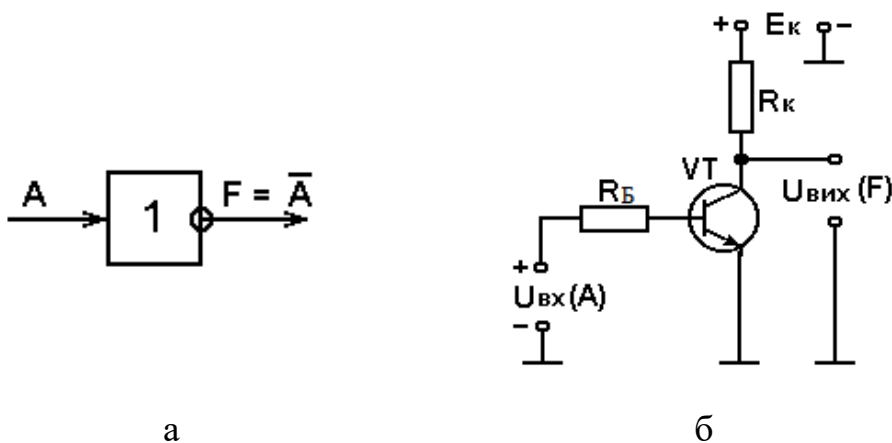 A
1
F = A̅
+ Eк −
Rк
VT
RБ
Uвих (F)
+
Uвх (A)
−
а
б